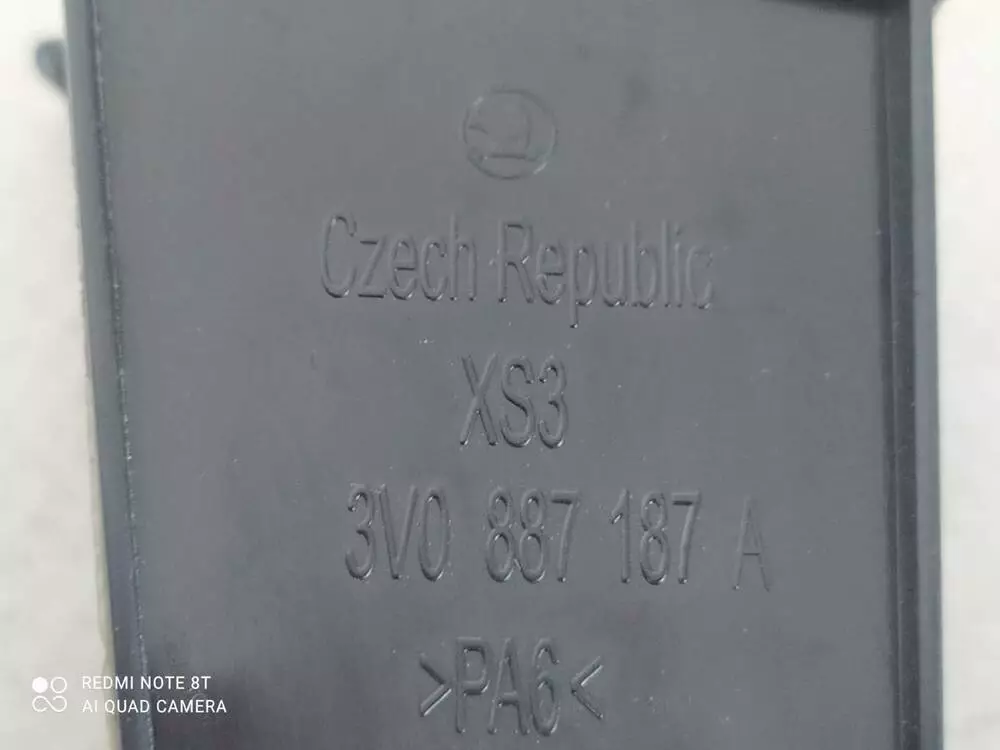 Czech Republic
XS3
3V0 887 187 A
>PA6<
REDMI NOTE 8T
AI QUAD CAMERA